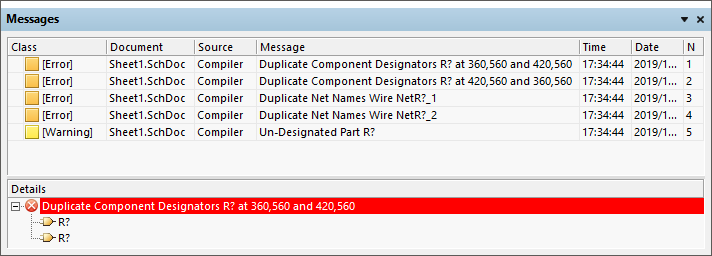 Messages
Class Document Source Message Time Date N
[Error] Sheet1.SchDoc Compiler Duplicate Component Designators R? at 360,560 and 420,560 17:34:44 2019/1... 1
[Error] Sheet1.SchDoc Compiler Duplicate Component Designators R? at 420,560 and 360,560 17:34:44 2019/1... 2
[Error] Sheet1.SchDoc Compiler Duplicate Net Names Wire NetR?_1 17:34:44 2019/1... 3
[Error] Sheet1.SchDoc Compiler Duplicate Net Names Wire NetR?_2 17:34:44 2019/1... 4
[Warning] Sheet1.SchDoc Compiler Un-Designated Part R? 17:34:44 2019/1... 5
Details
Duplicate Component Designators R? at 360,560 and 420,560
R?
R?